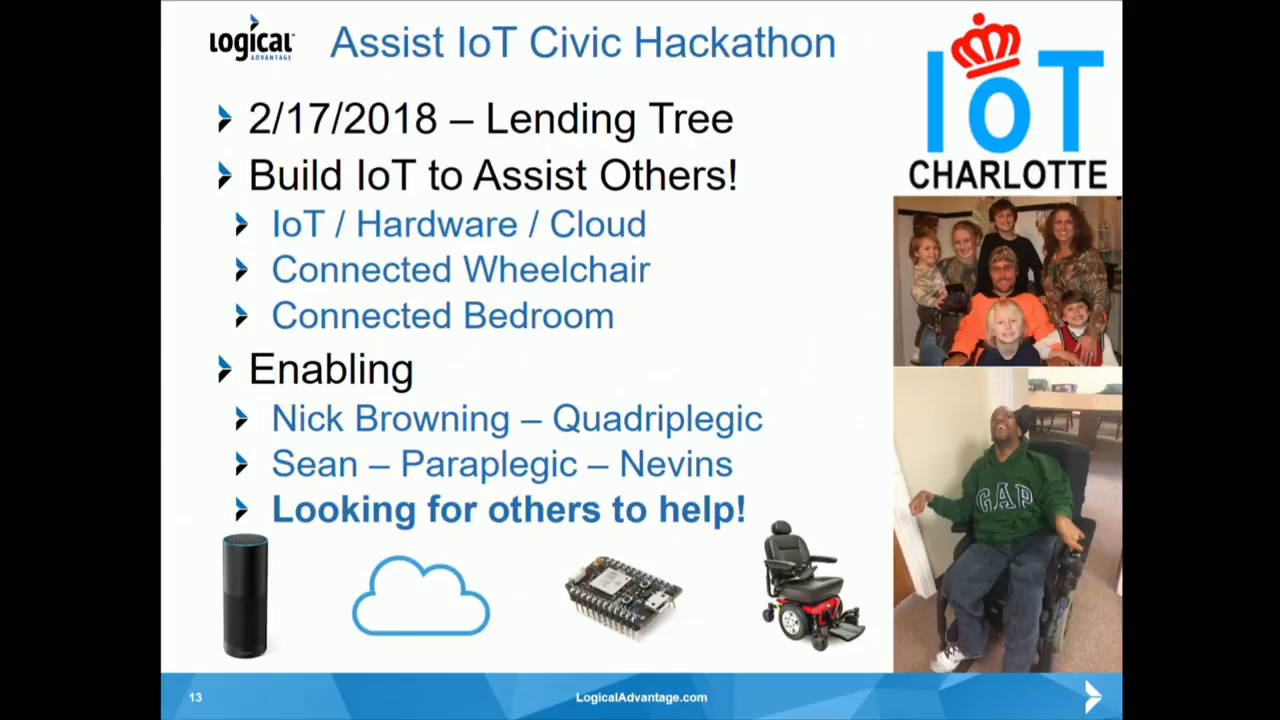 logical
ADVANTAGE
Assist IoT Civic Hackathon
IoT
CHARLOTTE
2/17/2018 – Lending Tree
Build IoT to Assist Others!
IoT / Hardware / Cloud
Connected Wheelchair
Connected Bedroom
Enabling
Nick Browning – Quadriplegic
Sean – Paraplegic – Nevins
Looking for others to help!
GAP
13
LogicalAdvantage.com